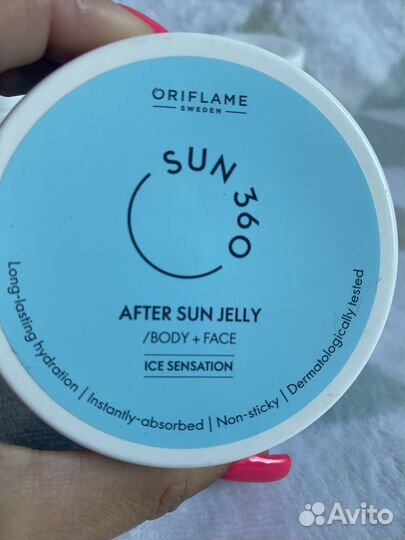 ORIFLAME
SWEDEN
SUN 360
AFTER SUN JELLY
/BODY + FACE
ICE SENSATION
Long-lasting hydration | Instantly-absorbed | Non-sticky | Dermatologically tested
Avito